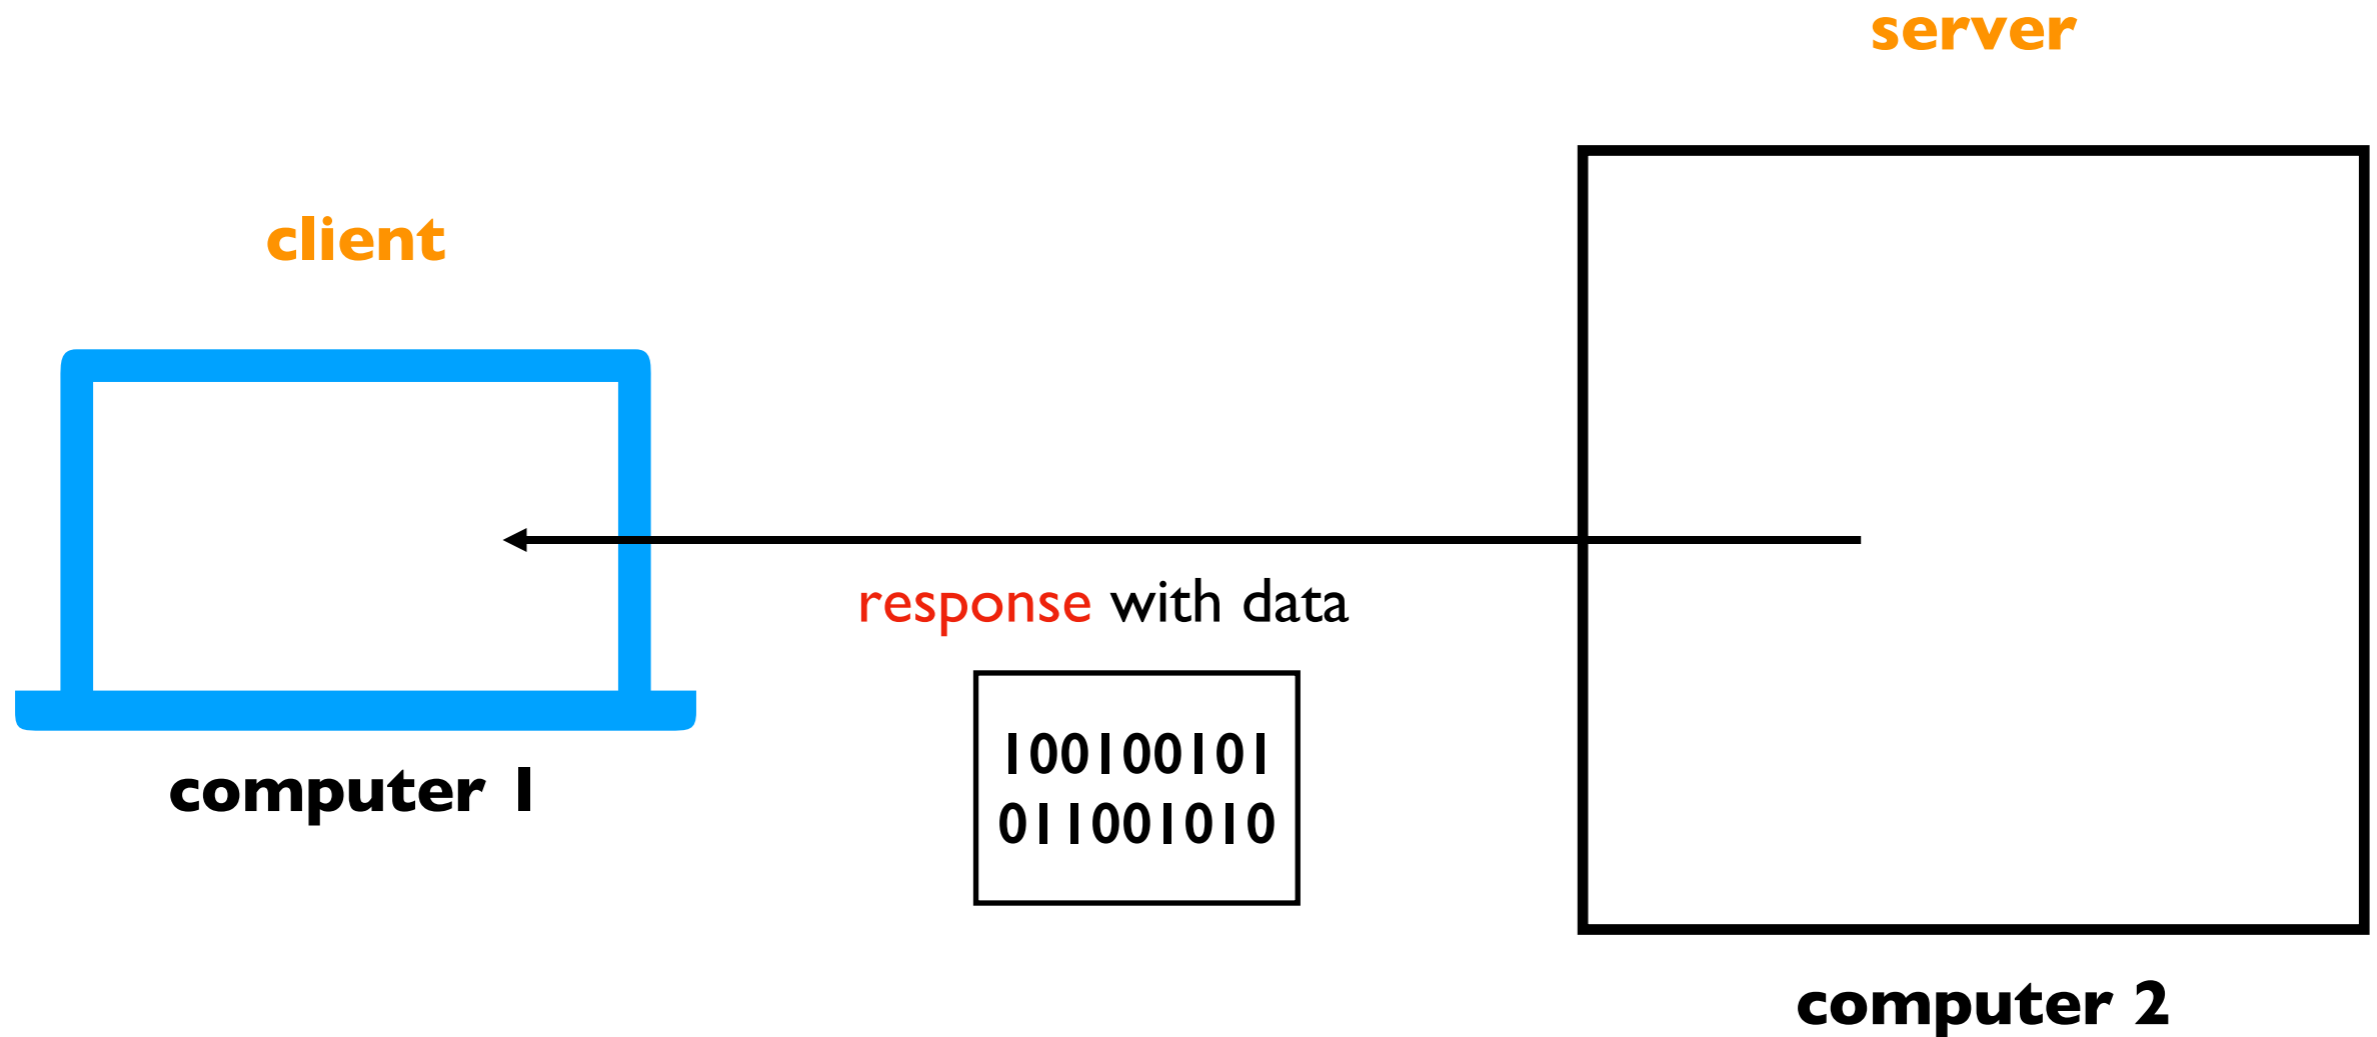 server
client
response with data
100100101
011001010
computer 1
computer 2